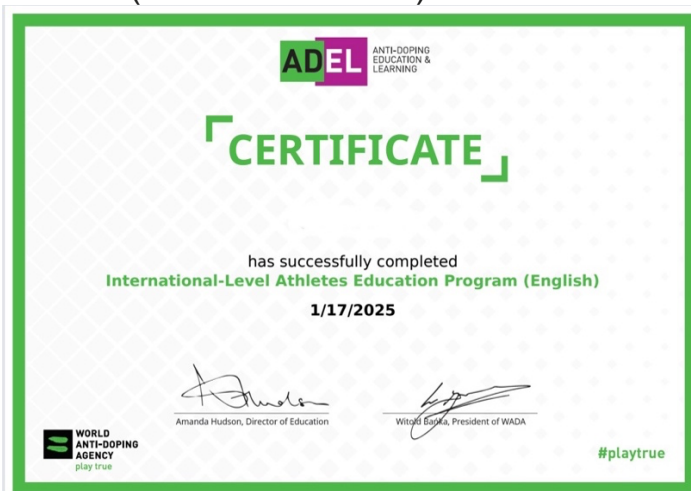 ADEL
ANTI-DOPING
EDUCATION &
LEARNING
CERTIFICATE
has successfully completed
International-Level Athletes Education Program (English)
1/17/2025
Amanda Hudson, Director of Education
Witold Bańka, President of WADA
WORLD
ANTI-DOPING
AGENCY
play true
#playtrue